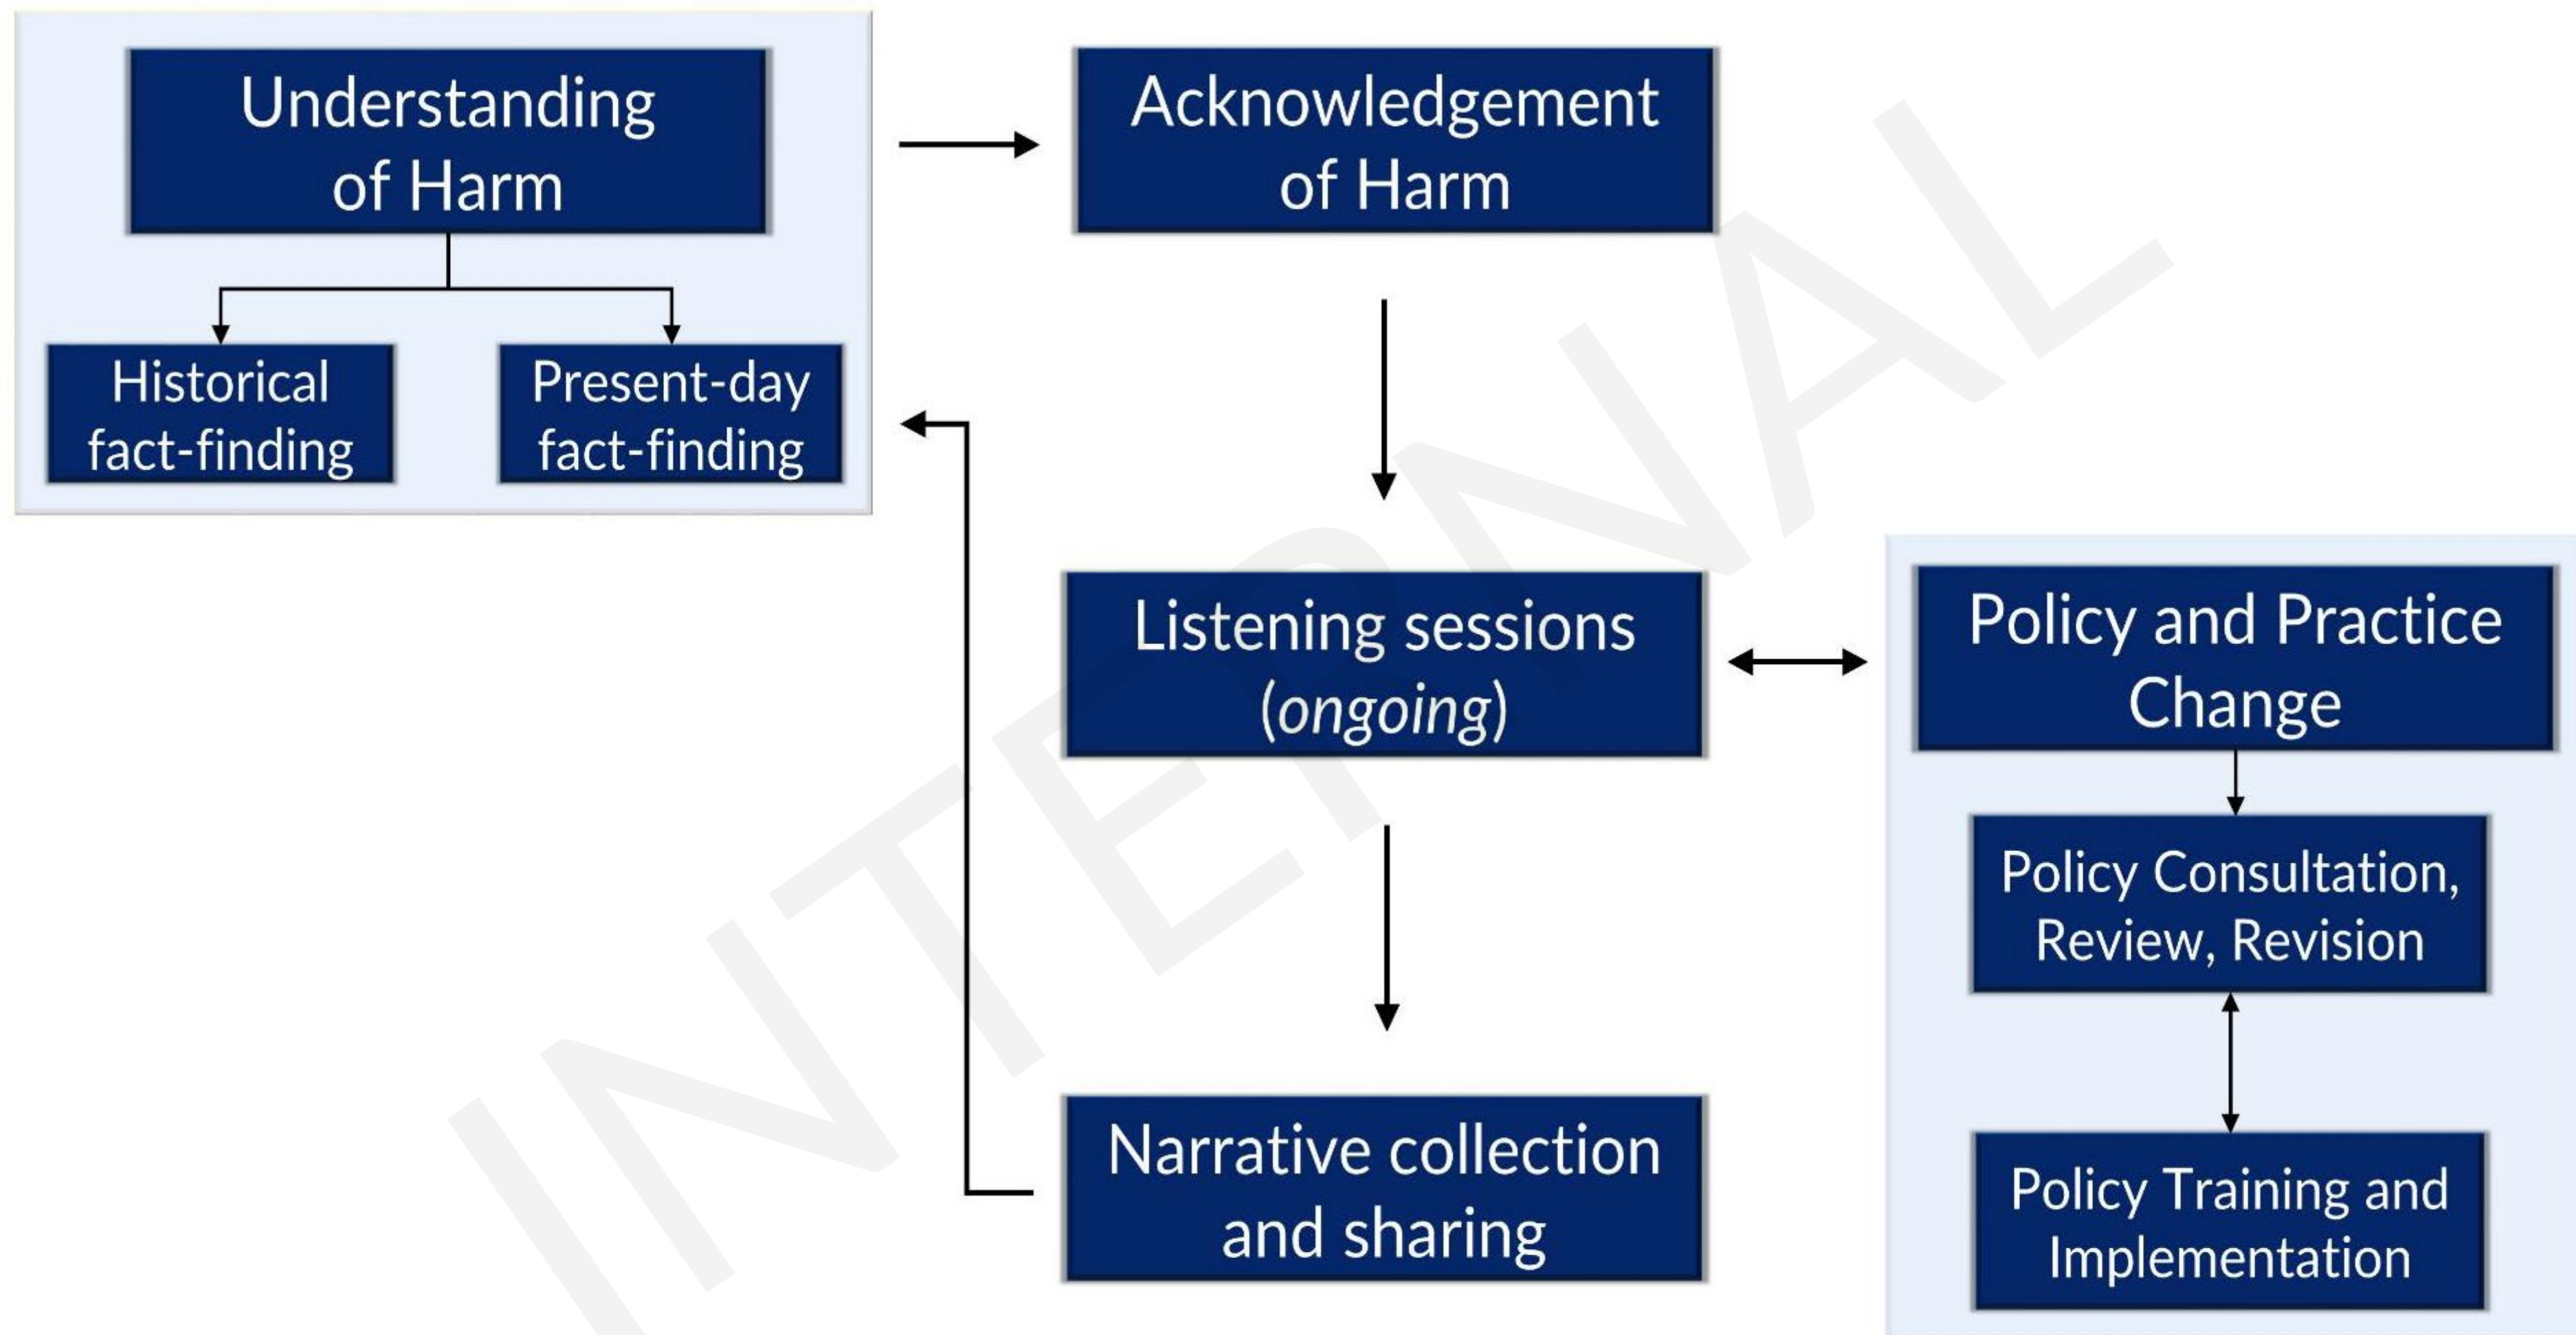 Understanding
of Harm
Historical
fact-finding
Present-day
fact-finding
Acknowledgement
of Harm
Listening sessions
(ongoing)
Narrative collection
and sharing
Policy and Practice
Change
Policy Consultation,
Review, Revision
Policy Training and
Implementation
INTERNAL